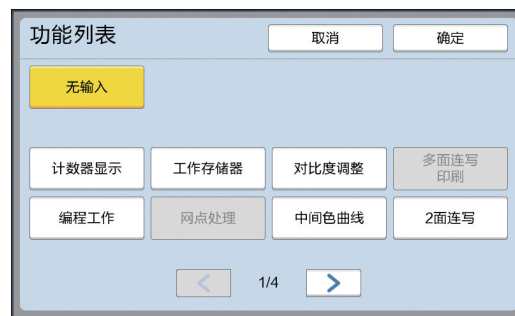 功能列表
取消
确定
无输入
计数器显示
工作存储器
对比度调整
多面连写
印刷
编程工作
网点处理
中间色曲线
2面连写
1/4